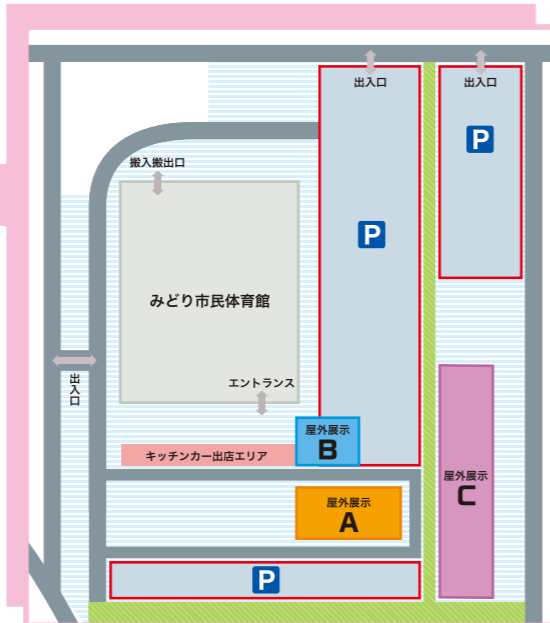 出入口
出入口
搬入搬出口
P
P
みどり市民体育館
出入口
エントランス
屋外展示
B
キッチンカー出店エリア
屋外展示
C
屋外展示
A
P